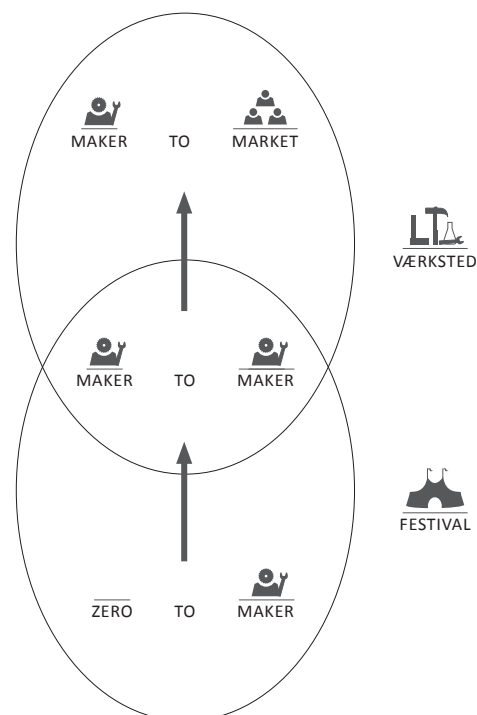 MAKER TO MARKET
VÆRKSTED
MAKER TO MAKER
FESTIVAL
ZERO TO MAKER